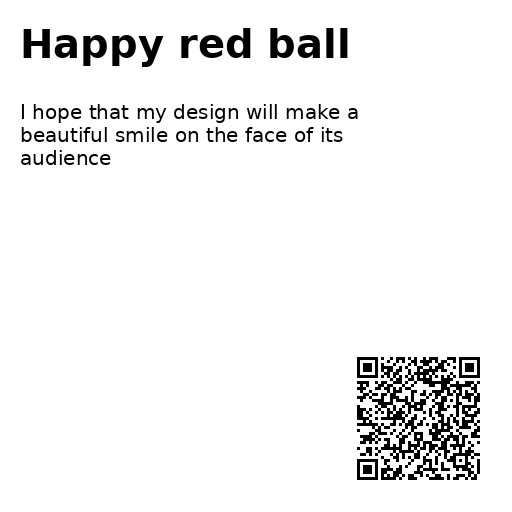 Happy red ball
I hope that my design will make a
beautiful smile on the face of its
audience